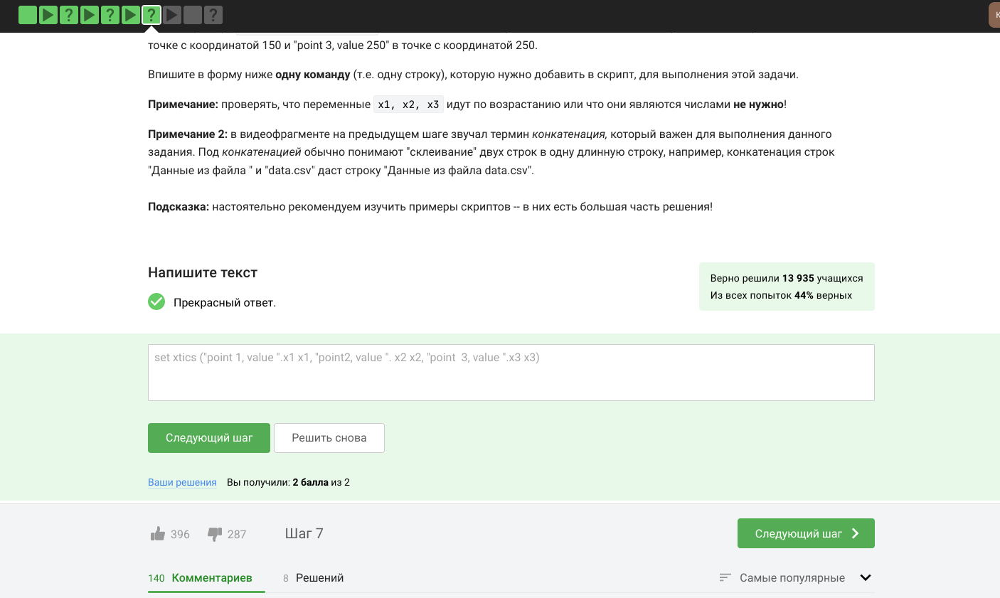 точке с координатой 150 и "point 3, value 250" в точке с координатой 250.
Впишите в форму ниже одну команду (т.е. одну строку), которую нужно добавить в скрипт, для выполнения этой задачи.
Примечание: проверять, что переменные x1, x2, x3 идут по возрастанию или что они являются числами не нужно!
Примечание 2: в видеофрагменте на предыдущем шаге звучал термин конкатенация, который важен для выполнения данного
задания. Под конкатенацией обычно понимают "склеивание" двух строк в одну длинную строку, например, конкатенация строк
"Данные из файла " и "data.csv" даст строку "Данные из файла data.csv".
Подсказка: настоятельно рекомендуем изучить примеры скриптов -- в них есть большая часть решения!
Напишите текст
Верно решили 13 935 учащихся
Из всех попыток 44% верных
Прекрасный ответ.
set xtics ("point 1, value ".x1 x1, "point2, value ". x2 x2, "point  3, value ".x3 x3)
Следующий шаг Решить снова
Ваши решения Вы получили: 2 балла из 2
396 287 Шаг 7 Следующий шаг
140 Комментариев 8 Решений Самые популярные